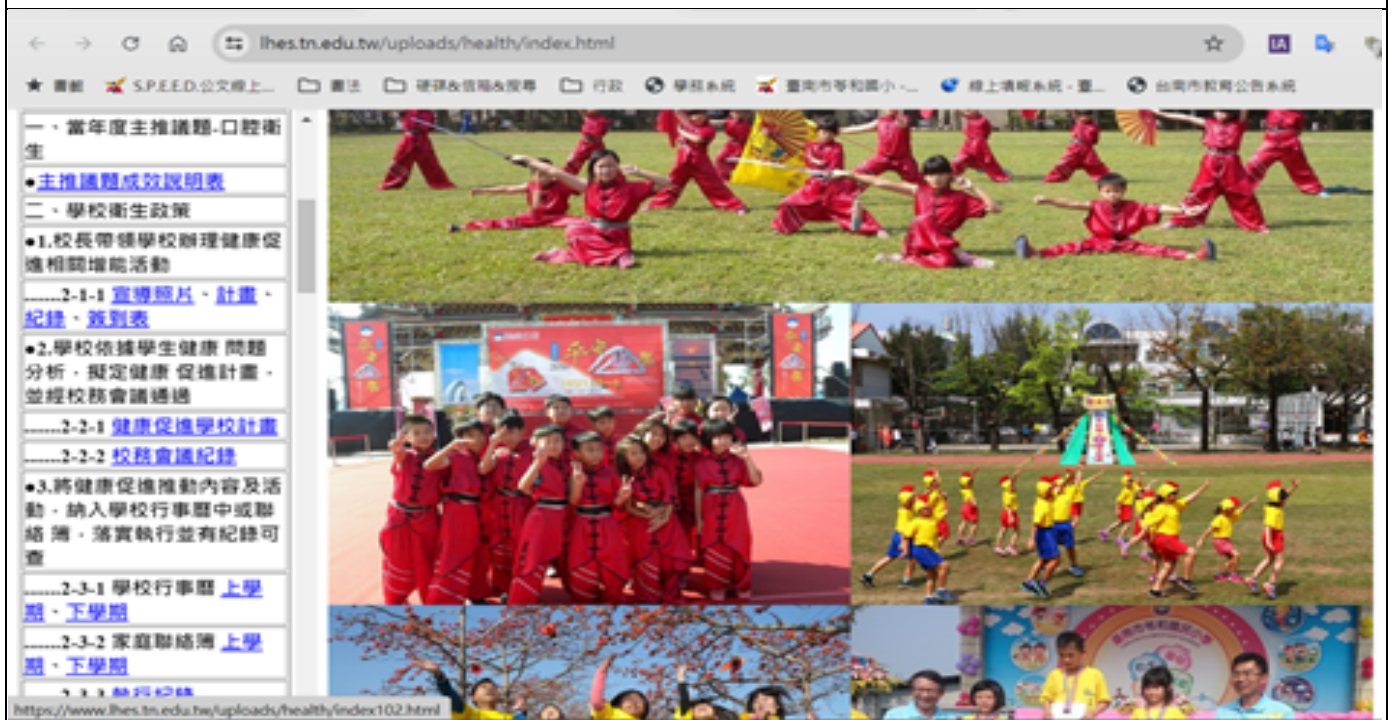 lhes.tn.edu.tw/uploads/health/index.html
書籤 S.P.E.E.D.公文線上... 書法 硬碟&信箱&搜尋 行政 學務系統 臺南市等和國小 -... 線上填報系統 - 臺... 台南市教育公告系統
一、當年度主推議題-口腔衛
生
●主推議題成效說明表
二、學校衛生政策
●1.校長帶領學校辦理健康促
進相關增能活動
.......2-1-1 宣導照片、計畫、
紀錄、簽到表
●2.學校依據學生健康 問題
分析，擬定健康 促進計畫，
並經校務會議通過
.......2-2-1 健康促進學校計畫
.......2-2-2 校務會議紀錄
●3.將健康促進推動內容及活
動，納入學校行事曆中或聯
絡 簿，落實執行並有紀錄可
查
.......2-3-1 學校行事曆 上學
期、下學期
.......2-3-2 家庭聯絡簿 上學
期、下學期
.......2-3-3 執行紀錄
https://www.lhes.tn.edu.tw/uploads/health/index102.html